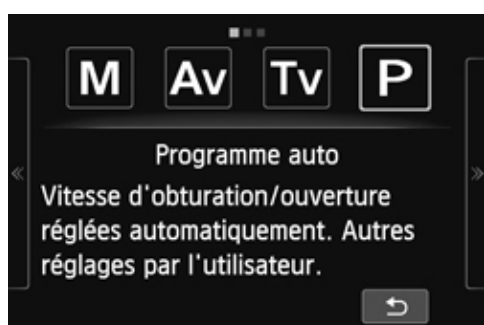 M Av Tv P
Programme auto
Vitesse d'obturation/ouverture
réglées automatiquement. Autres
réglages par l'utilisateur.